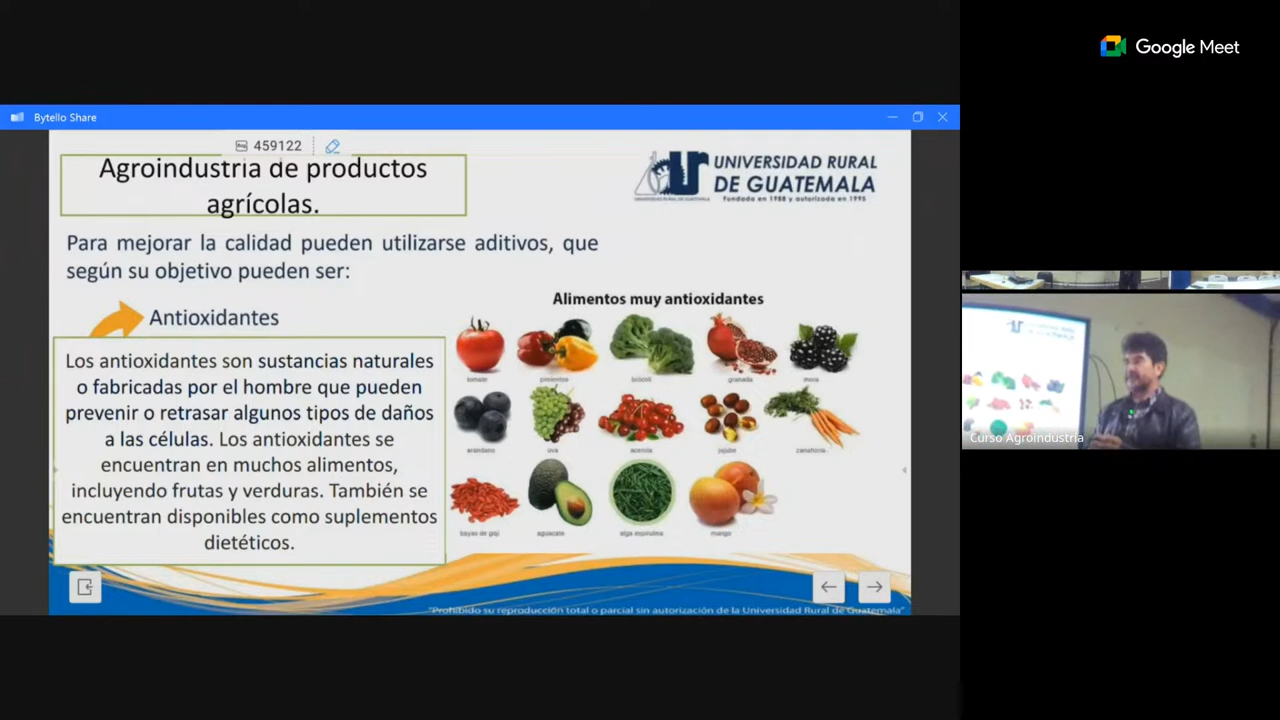 Google Meet
Bytello Share
459122
Agroindustria de productos
agrícolas.
UNIVERSIDAD RURAL
DE GUATEMALA
Fundada en 1988 y autorizada en 1995
Para mejorar la calidad pueden utilizarse aditivos, que
según su objetivo pueden ser:
Antioxidantes
Los antioxidantes son sustancias naturales
o fabricadas por el hombre que pueden
prevenir o retrasar algunos tipos de daños
a las células. Los antioxidantes se
encuentran en muchos alimentos,
incluyendo frutas y verduras. También se
encuentran disponibles como suplementos
dietéticos.
Alimentos muy antioxidantes
tomate pimientos brócoli granada mora
arándano uva acerola jojube zanahoria
bayas de goji aguacate alga espirulina mango
"Prohibido su reproducción total o parcial sin autorización de la Universidad Rural de Guatemala"
Curso Agroindustria